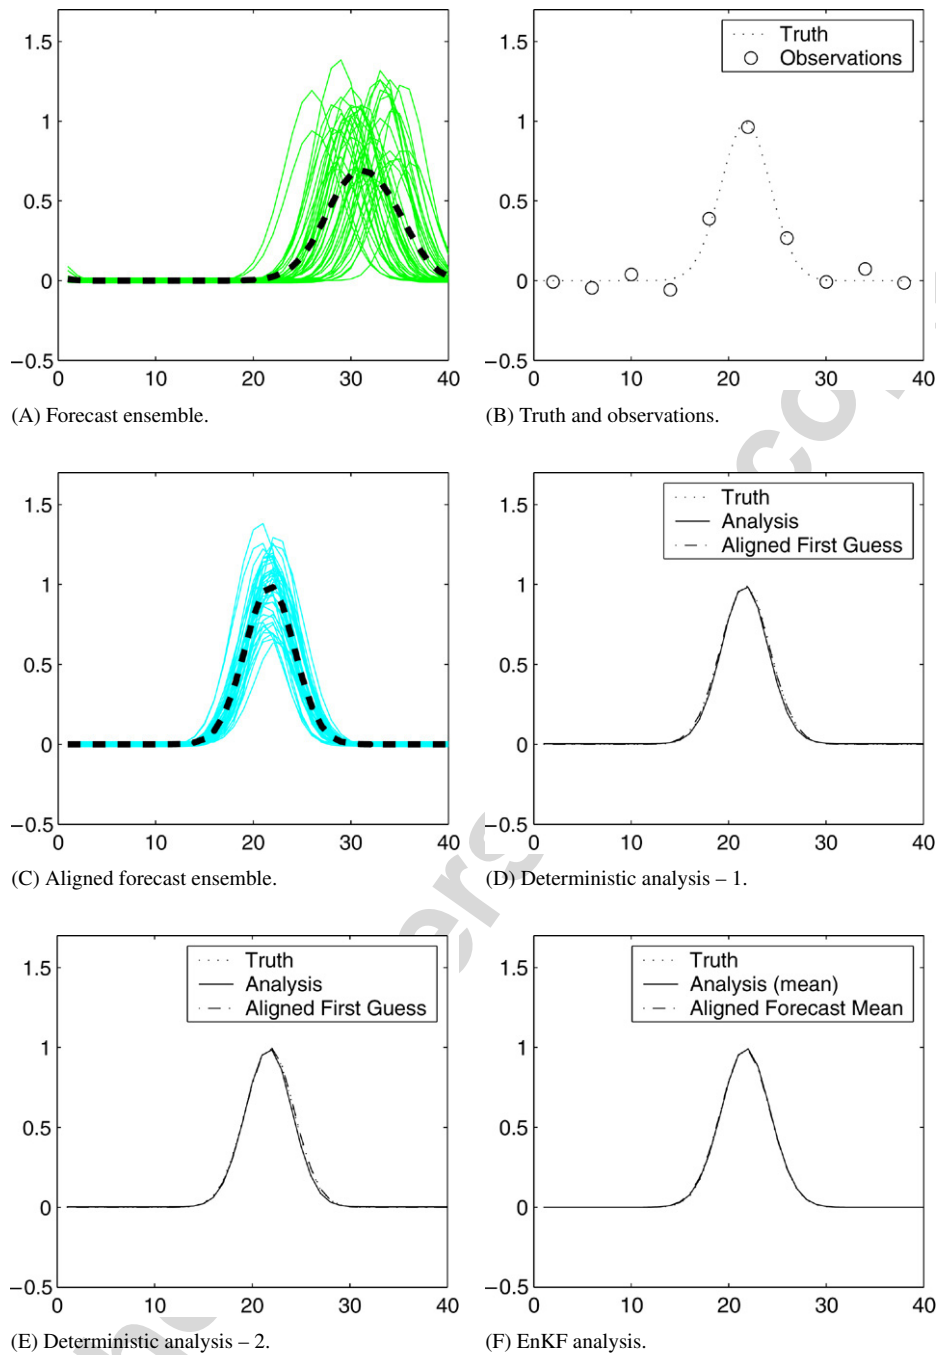 1.5
1
0.5
0
−0.5
0 10 20 30 40
(A) Forecast ensemble.
1.5
1
0.5
0
−0.5
0 10 20 30 40
Truth
Observations
(B) Truth and observations.
1.5
1
0.5
0
−0.5
0 10 20 30 40
(C) Aligned forecast ensemble.
1.5
1
0.5
0
−0.5
0 10 20 30 40
Truth
Analysis
Aligned First Guess
(D) Deterministic analysis – 1.
1.5
1
0.5
0
−0.5
0 10 20 30 40
Truth
Analysis
Aligned First Guess
(E) Deterministic analysis – 2.
1.5
1
0.5
0
−0.5
0 10 20 30 40
Truth
Analysis (mean)
Aligned Forecast Mean
(F) EnKF analysis.